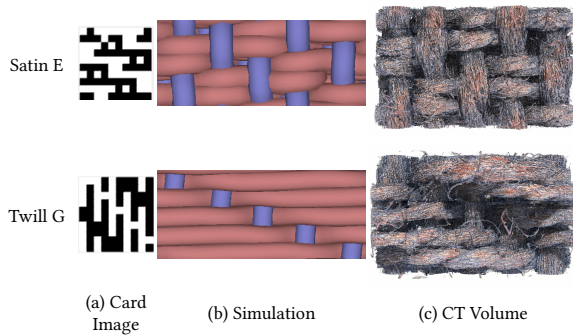 Satin E
Twill G
(a) Card
Image
(b) Simulation
(c) CT Volume